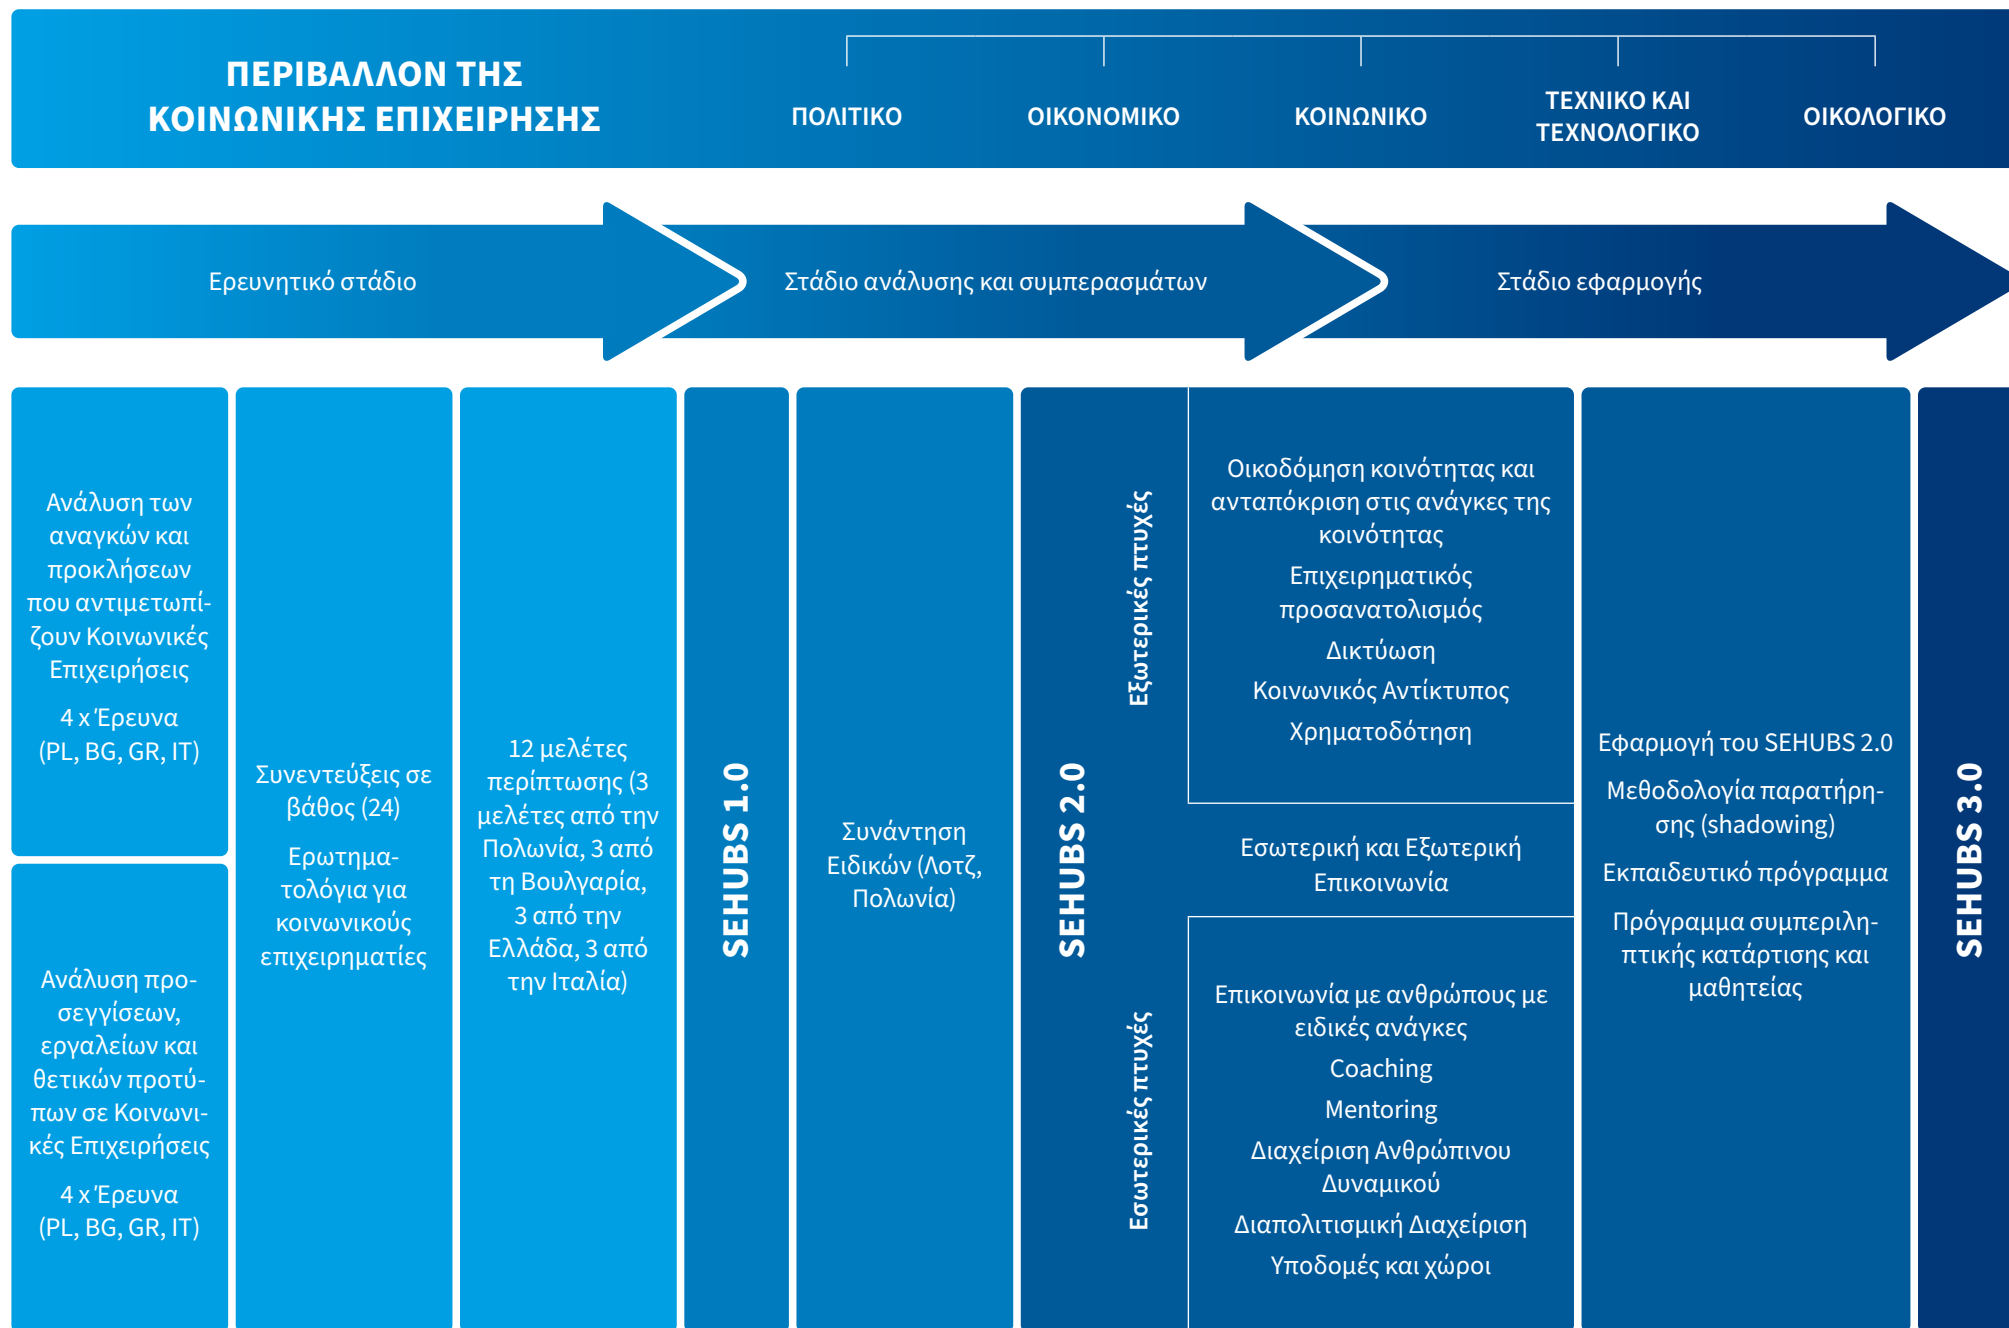 ΠΕΡΙΒΑΛΛΟΝ ΤΗΣ
ΚΟΙΝΩΝΙΚΗΣ ΕΠΙΧΕΙΡΗΣΗΣ
ΠΟΛΙΤΙΚΟ
ΟΙΚΟΝΟΜΙΚΟ
ΚΟΙΝΩΝΙΚΟ
ΤΕΧΝΙΚΟ ΚΑΙ
ΤΕΧΝΟΛΟΓΙΚΟ
ΟΙΚΟΛΟΓΙΚΟ
Ερευνητικό στάδιο
Στάδιο ανάλυσης και συμπερασμάτων
Στάδιο εφαρμογής
Ανάλυση των
αναγκών και
προκλήσεων
που αντιμετωπί-
ζουν Κοινωνικές
Επιχειρήσεις
4 x Έρευνα
(PL, BG, GR, IT)
Ανάλυση προ-
σεγγίσεων,
εργαλείων και
θετικών προτύ-
πων σε Κοινωνι-
κές Επιχειρήσεις
4 x Έρευνα
(PL, BG, GR, IT)
Συνεντεύξεις σε
βάθος (24)
Ερωτημα-
τολόγια για
κοινωνικούς
επιχειρηματίες
12 μελέτες
περίπτωσης (3
μελέτες από την
Πολωνία, 3 από
τη Βουλγαρία,
3 από την
Ελλάδα, 3 από
την Ιταλία)
SEHUBS 1.0
Συνάντηση
Ειδικών (Λοτζ,
Πολωνία)
SEHUBS 2.0
Εξωτερικές πτυχές
Οικοδόμηση κοινότητας και
ανταπόκριση στις ανάγκες της
κοινότητας
Επιχειρηματικός
προσανατολισμός
Δικτύωση
Κοινωνικός Αντίκτυπος
Χρηματοδότηση
Εσωτερική και Εξωτερική
Επικοινωνία
Εσωτερικές πτυχές
Επικοινωνία με ανθρώπους με
ειδικές ανάγκες
Coaching
Mentoring
Διαχείριση Ανθρώπινου
Δυναμικού
Διαπολιτισμική Διαχείριση
Υποδομές και χώροι
Εφαρμογή του SEHUBS 2.0
Μεθοδολογία παρατήρη-
σης (shadowing)
Εκπαιδευτικό πρόγραμμα
Πρόγραμμα συμπεριλη-
πτικής κατάρτισης και
μαθητείας
SEHUBS 3.0